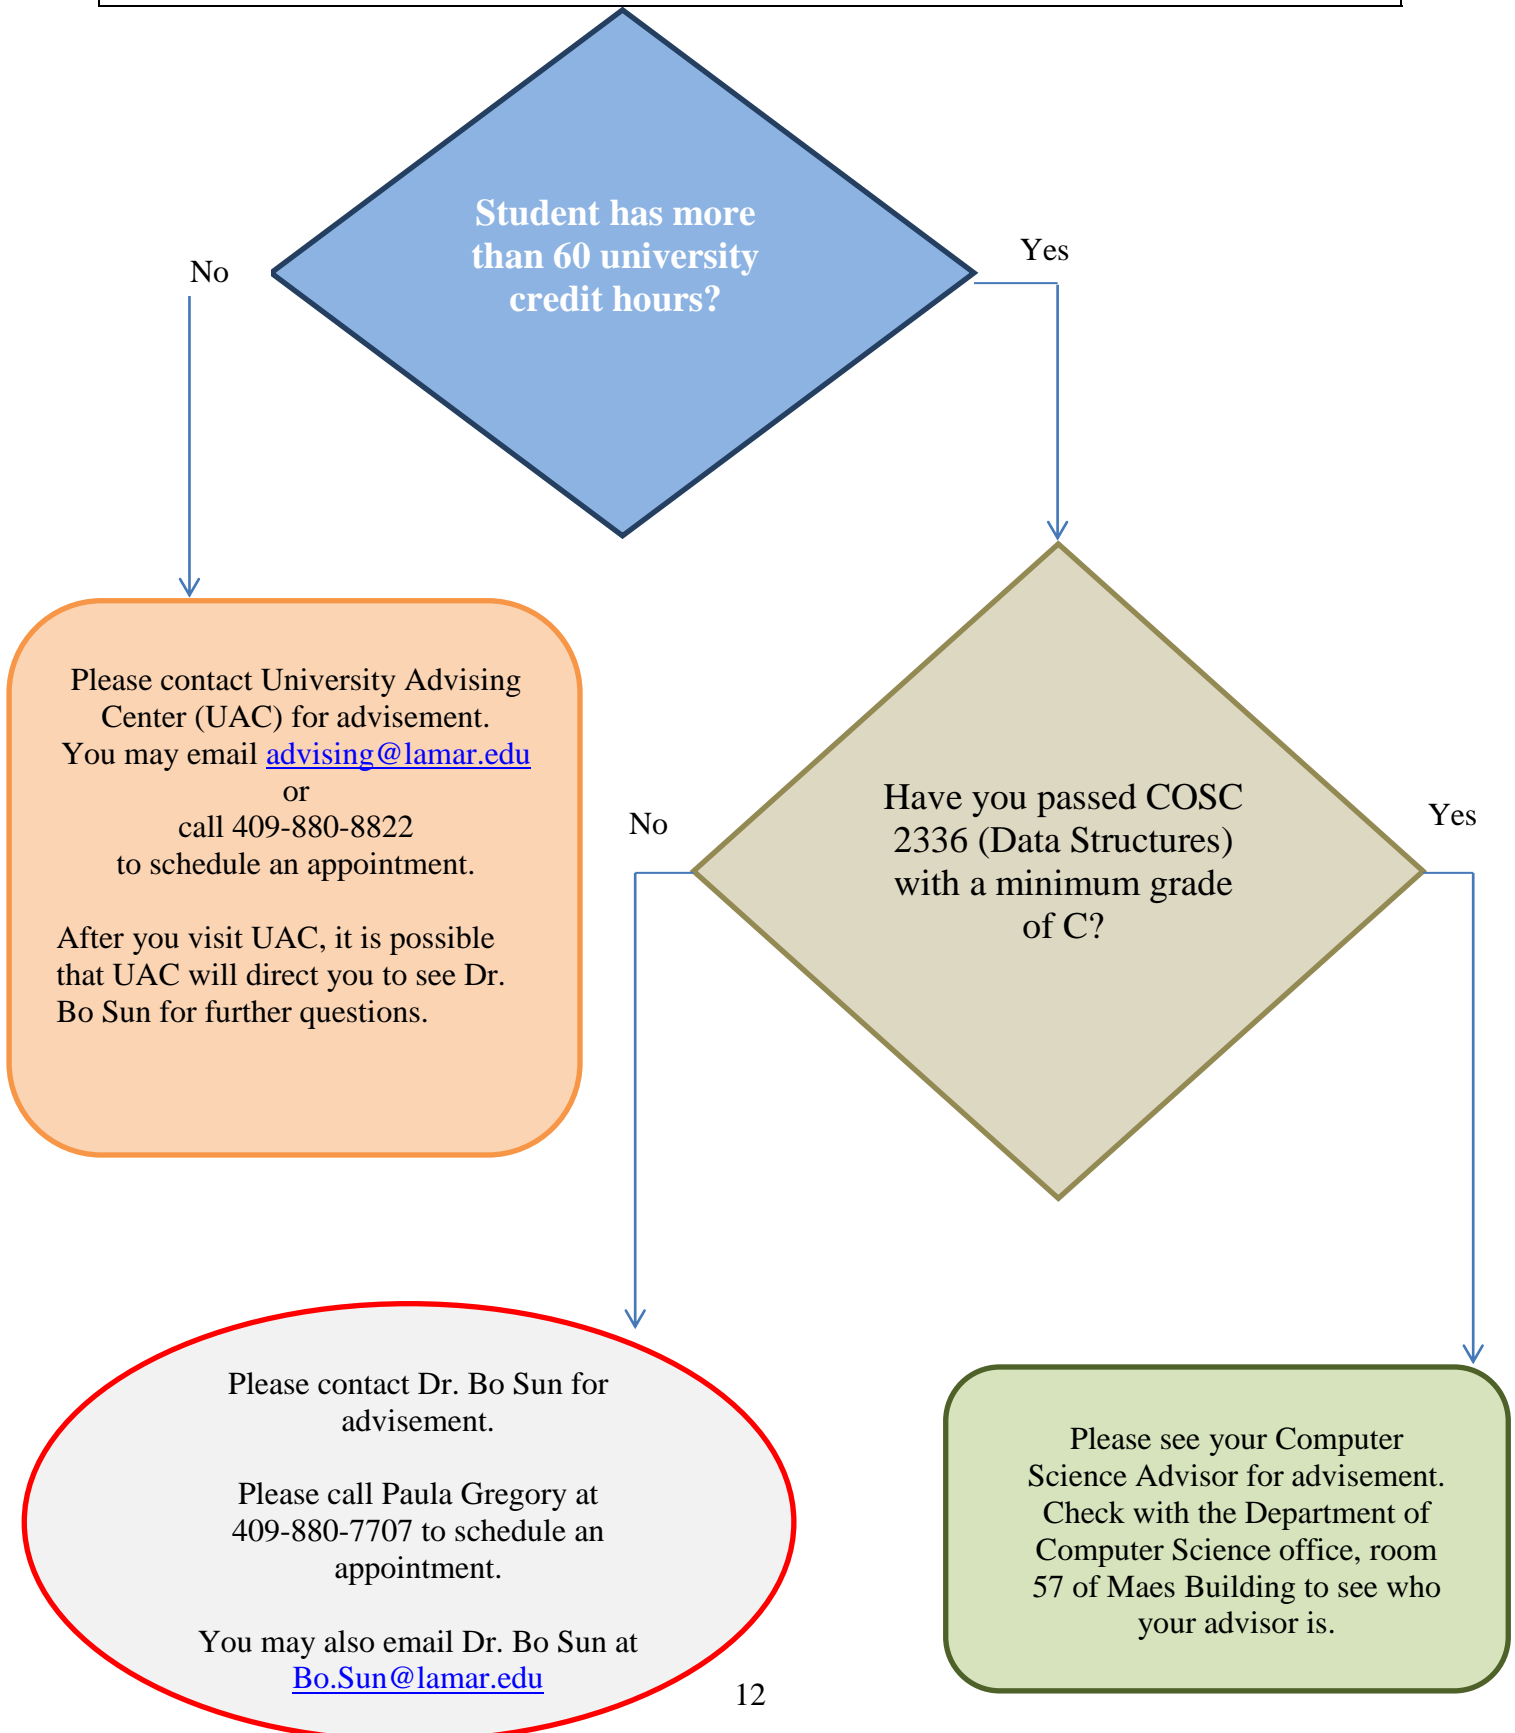 Student has more
than 60 university
credit hours?
No
Yes
Please contact University Advising
Center (UAC) for advisement.
You may email advising@lamar.edu
or
call 409-880-8822
to schedule an appointment.
After you visit UAC, it is possible
that UAC will direct you to see Dr.
Bo Sun for further questions.
Have you passed COSC
2336 (Data Structures)
with a minimum grade
of C?
No
Yes
Please contact Dr. Bo Sun for
advisement.
Please call Paula Gregory at
409-880-7707 to schedule an
appointment.
You may also email Dr. Bo Sun at
Bo.Sun@lamar.edu
Please see your Computer
Science Advisor for advisement.
Check with the Department of
Computer Science office, room
57 of Maes Building to see who
your advisor is.
12